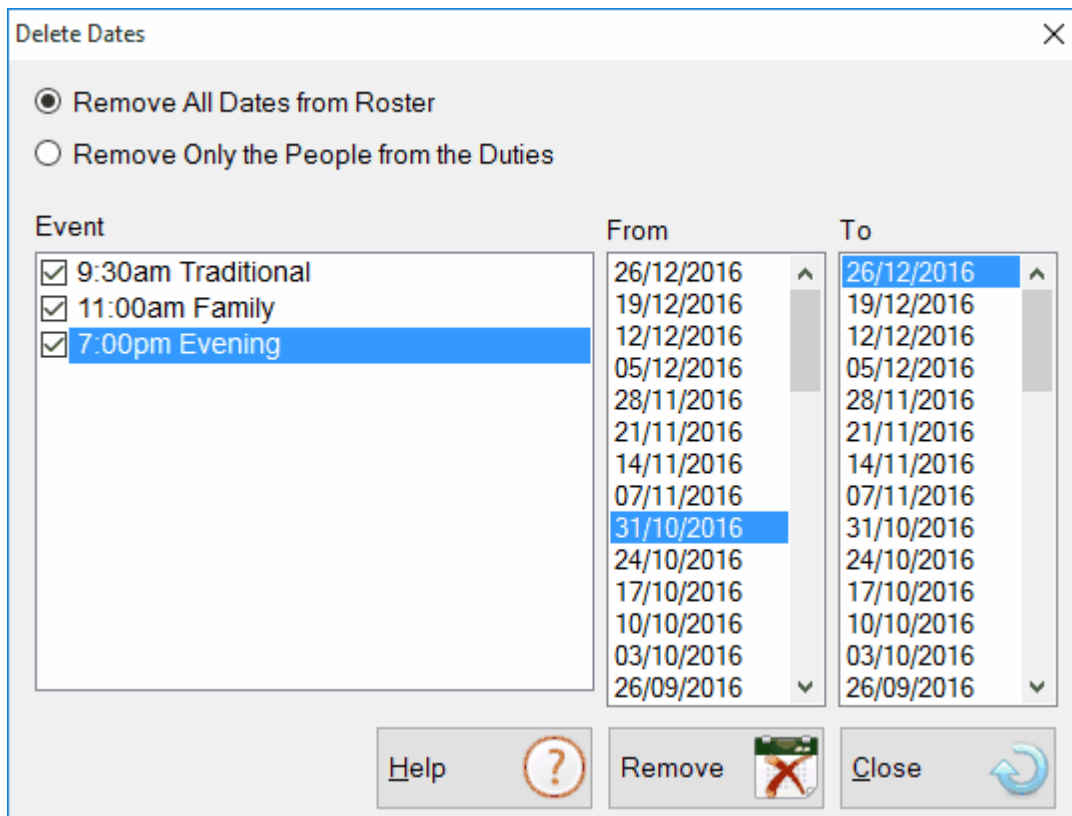 Delete Dates
Remove All Dates from Roster
Remove Only the People from the Duties
Event
9:30am Traditional
11:00am Family
7:00pm Evening
From
26/12/2016
19/12/2016
12/12/2016
05/12/2016
28/11/2016
21/11/2016
14/11/2016
07/11/2016
31/10/2016
24/10/2016
17/10/2016
10/10/2016
03/10/2016
26/09/2016
To
26/12/2016
19/12/2016
12/12/2016
05/12/2016
28/11/2016
21/11/2016
14/11/2016
07/11/2016
31/10/2016
24/10/2016
17/10/2016
10/10/2016
03/10/2016
26/09/2016
Help ?
Remove
Close